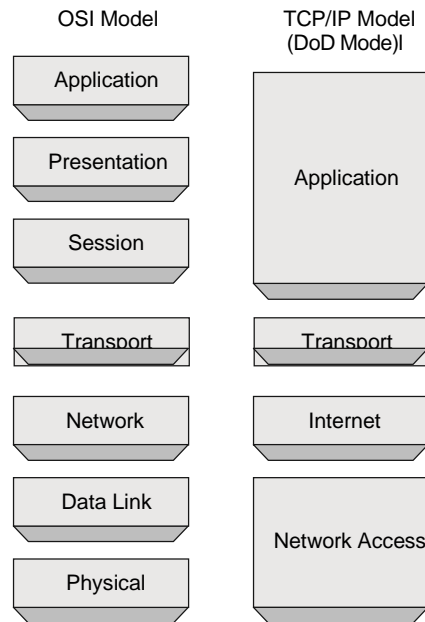 OSI Model
TCP/IP Model
(DoD Mode)l
Application
Presentation
Session
Transport
Network
Data Link
Physical
Application
Transport
Internet
Network Access